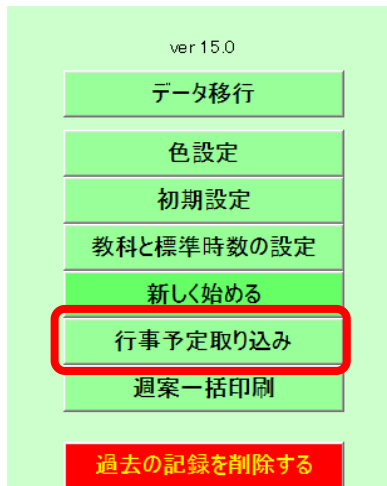 ver 15.0
データ移行
色設定
初期設定
教科と標準時数の設定
新しく始める
行事予定取り込み
週案一括印刷
過去の記録を削除する